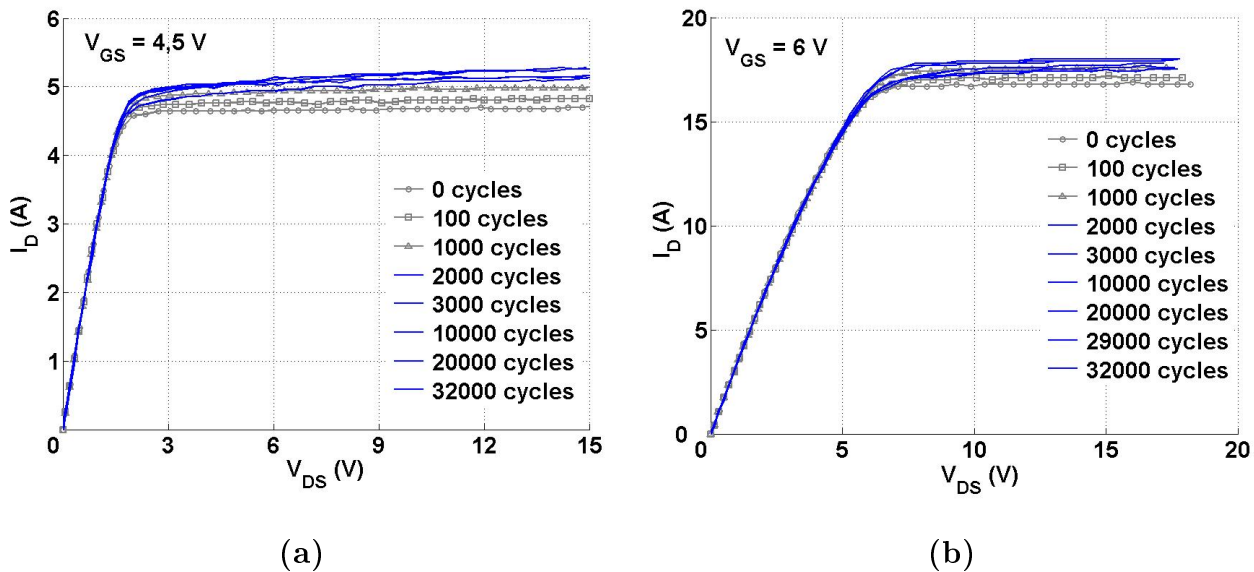 V_GS = 4,5 V
I_D (A)
6
5
4
3
2
1
0
0 cycles
100 cycles
1000 cycles
2000 cycles
3000 cycles
10000 cycles
20000 cycles
32000 cycles
3
6
9
12
15
V_DS (V)
(a)
V_GS = 6 V
I_D (A)
20
15
10
5
0
0 cycles
100 cycles
1000 cycles
2000 cycles
3000 cycles
10000 cycles
20000 cycles
29000 cycles
32000 cycles
0
5
10
15
20
V_DS (V)
(b)